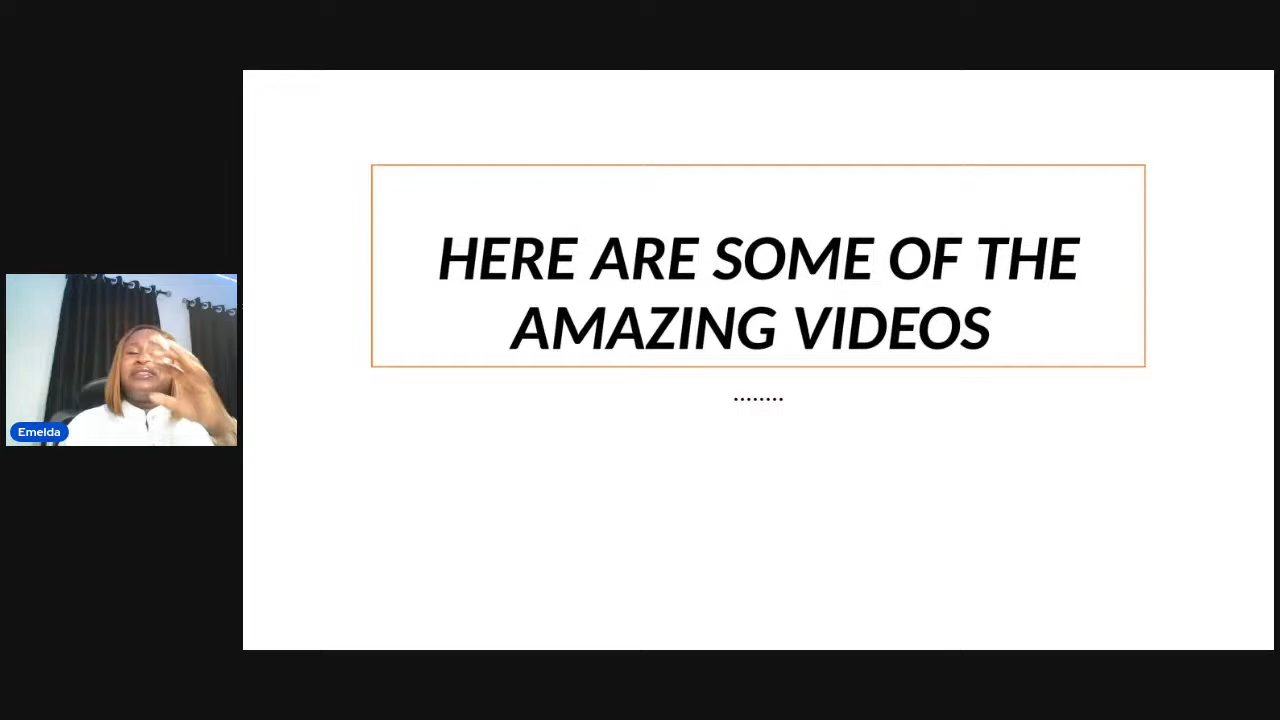 HERE ARE SOME OF THE
AMAZING VIDEOS
........
Emelda